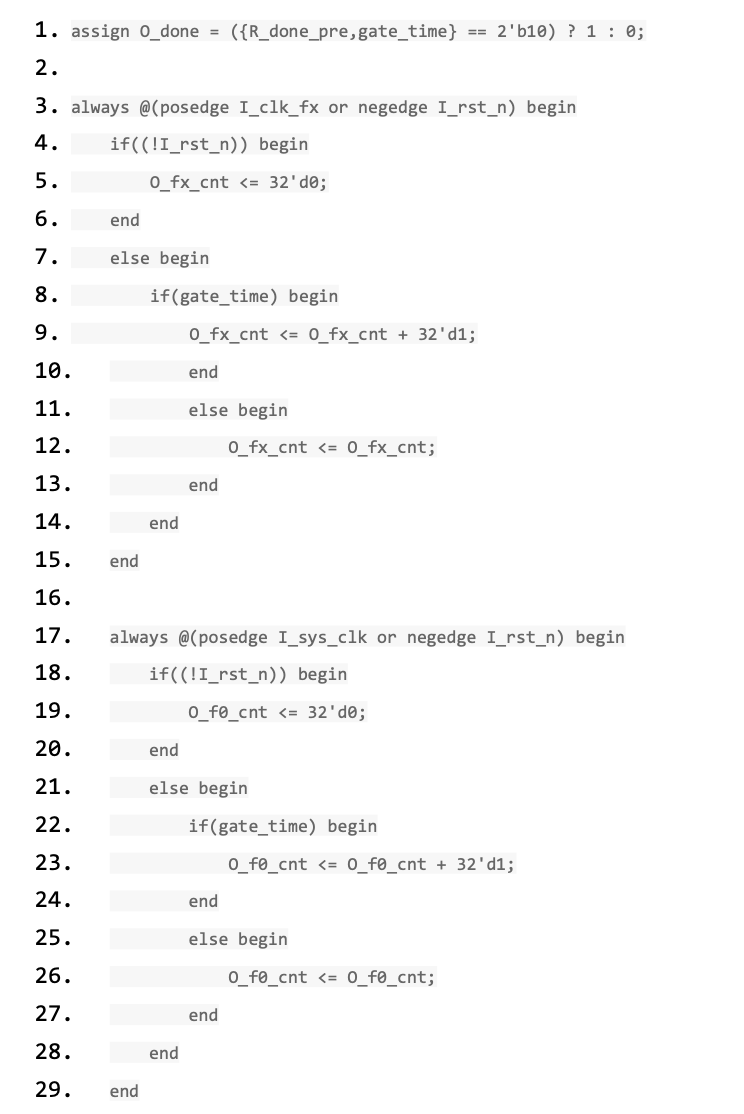 1. assign O_done = ({R_done_pre,gate_time} == 2'b10) ? 1 : 0;
2.
3. always @(posedge I_clk_fx or negedge I_rst_n) begin
4.     if((!I_rst_n)) begin
5.         O_fx_cnt <= 32'd0;
6.     end
7.     else begin
8.         if(gate_time) begin
9.             O_fx_cnt <= O_fx_cnt + 32'd1;
10.         end
11.         else begin
12.             O_fx_cnt <= O_fx_cnt;
13.         end
14.     end
15. end
16.
17. always @(posedge I_sys_clk or negedge I_rst_n) begin
18.     if((!I_rst_n)) begin
19.         O_f0_cnt <= 32'd0;
20.     end
21.     else begin
22.         if(gate_time) begin
23.             O_f0_cnt <= O_f0_cnt + 32'd1;
24.         end
25.         else begin
26.             O_f0_cnt <= O_f0_cnt;
27.         end
28.     end
29. end